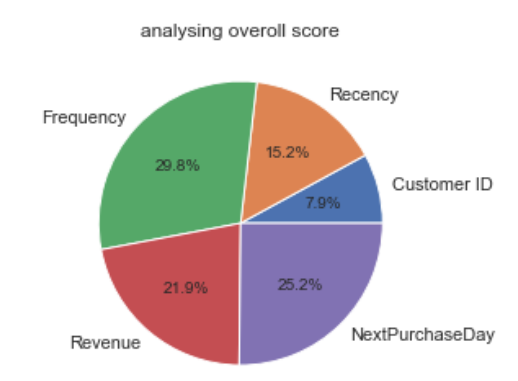 analysing overoll score
Recency
Frequency
15.2%
29.8%
Customer ID
7.9%
21.9%
25.2%
NextPurchaseDay
Revenue